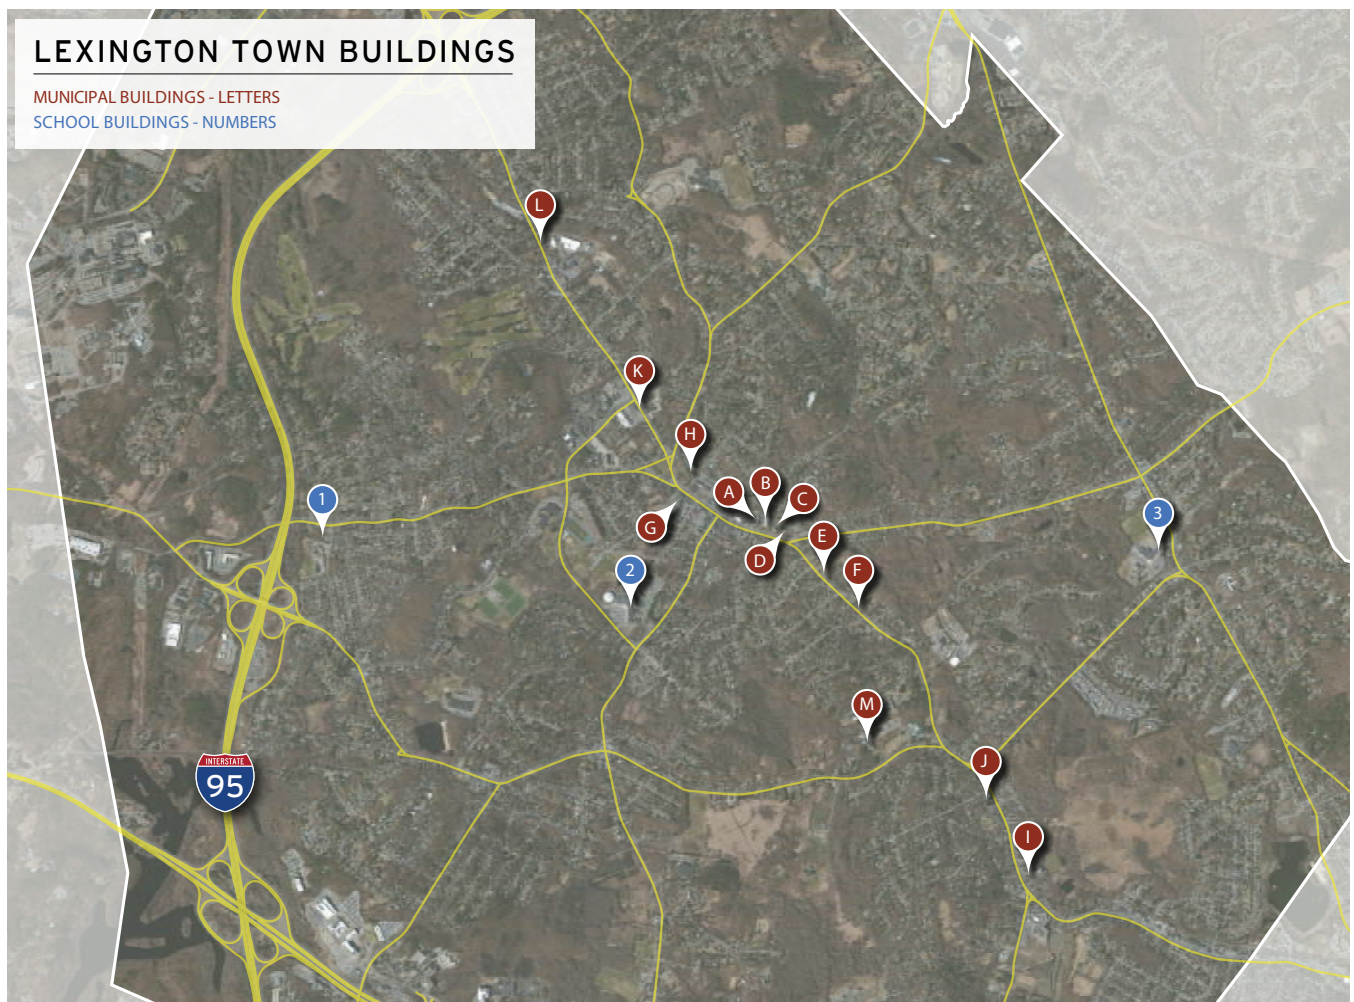 LEXINGTON TOWN BUILDINGS
MUNICIPAL BUILDINGS - LETTERS
SCHOOL BUILDINGS - NUMBERS
L
K
H
B
A
C
1
3
G
E
D
F
2
M
J
INTERSTATE
95
I